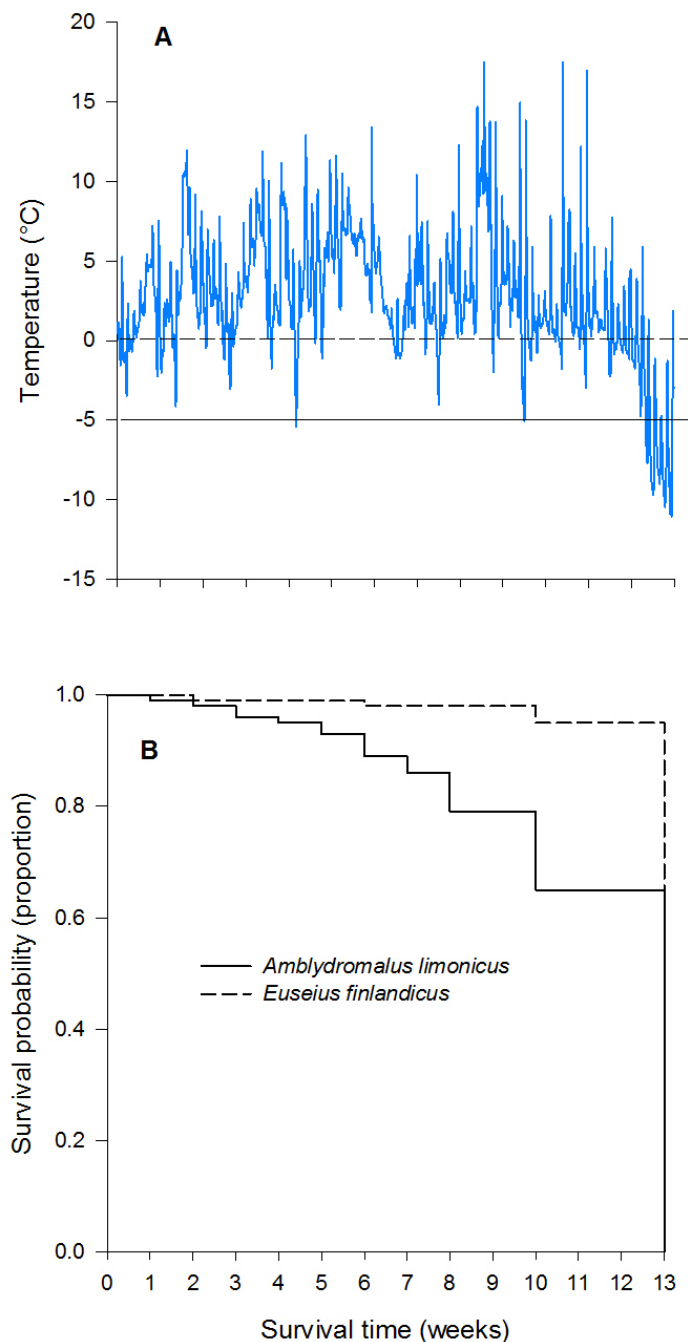 A
Temperature (°C)
20
15
10
5
0
-5
-10
-15
B
Survival probability (proportion)
1.0
0.8
0.6
0.4
0.2
0.0
Amblydromalus limonicus
Euseius finlandicus
0 1 2 3 4 5 6 7 8 9 10 11 12 13
Survival time (weeks)